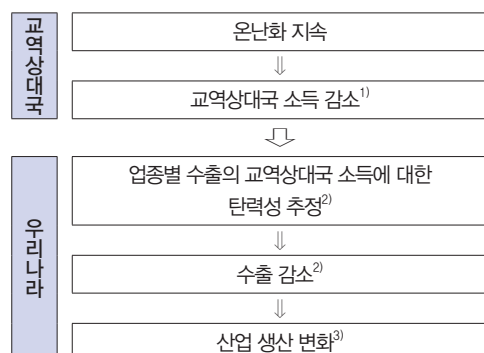 교역상대국
온난화 지속
⇓
교역상대국 소득 감소1)
우리나라
업종별 수출의 교역상대국 소득에 대한
탄력성 추정2)
⇓
수출 감소2)
⇓
산업 생산 변화3)